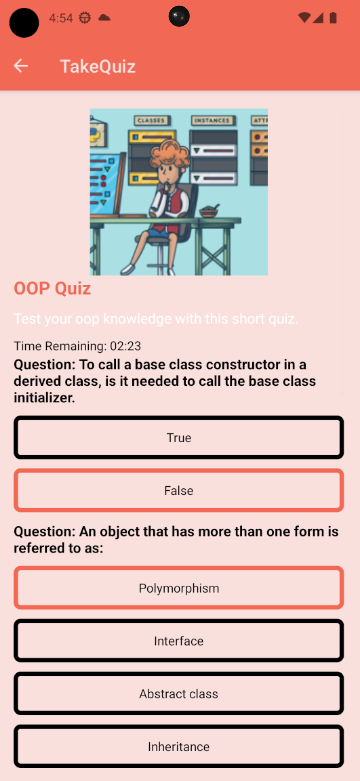 4:54
TakeQuiz
CLASSES
INSTANCES
OOP Quiz
Test your oop knowledge with this short quiz.
Time Remaining: 02:23
Question: To call a base class constructor in a
derived class, is it needed to call the base class
initializer.
True
False
Question: An object that has more than one form is
referred to as:
Polymorphism
Interface
Abstract class
Inheritance